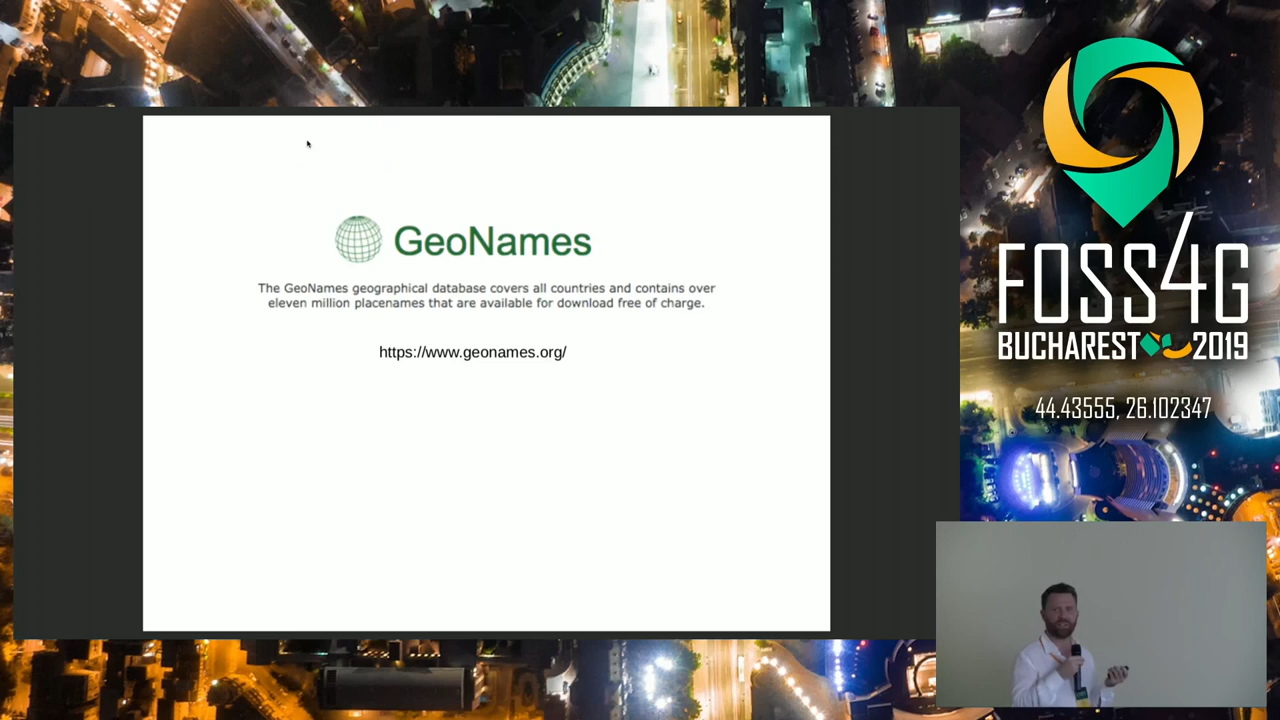 GeoNames
The GeoNames geographical database covers all countries and contains over
eleven million placenames that are available for download free of charge.
https://www.geonames.org/
FOSS4G
BUCHAREST 2019
44.43555, 26.102347